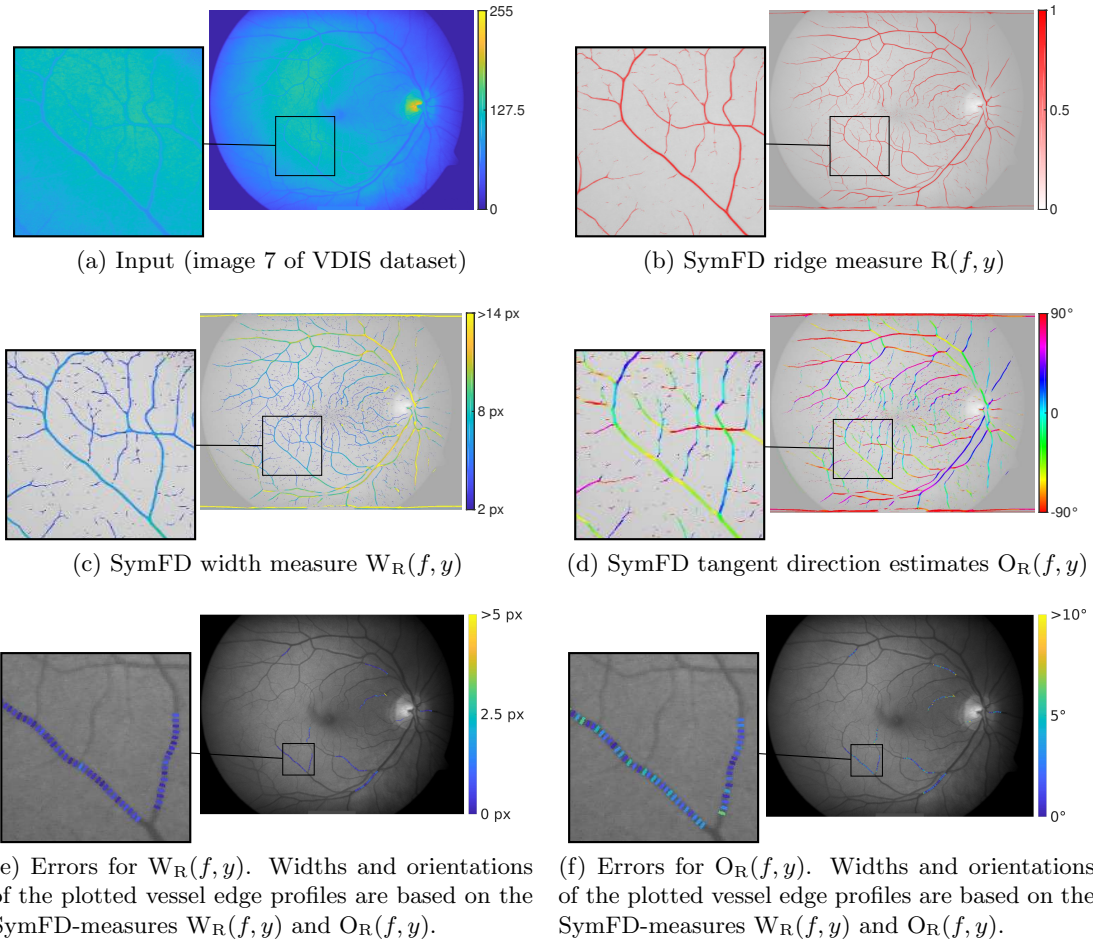 255
127.5
0
(a) Input (image 7 of VDIS dataset)
1
0.5
0
(b) SymFD ridge measure R(f, y)
>14 px
8 px
2 px
(c) SymFD width measure W_R(f, y)
90°
0
-90°
(d) SymFD tangent direction estimates O_R(f, y)
>5 px
2.5 px
0 px
e) Errors for W_R(f, y). Widths and orientations
of the plotted vessel edge profiles are based on the
SymFD-measures W_R(f, y) and O_R(f, y).
>10°
5°
0°
(f) Errors for O_R(f, y). Widths and orientations
of the plotted vessel edge profiles are based on the
SymFD-measures W_R(f, y) and O_R(f, y).